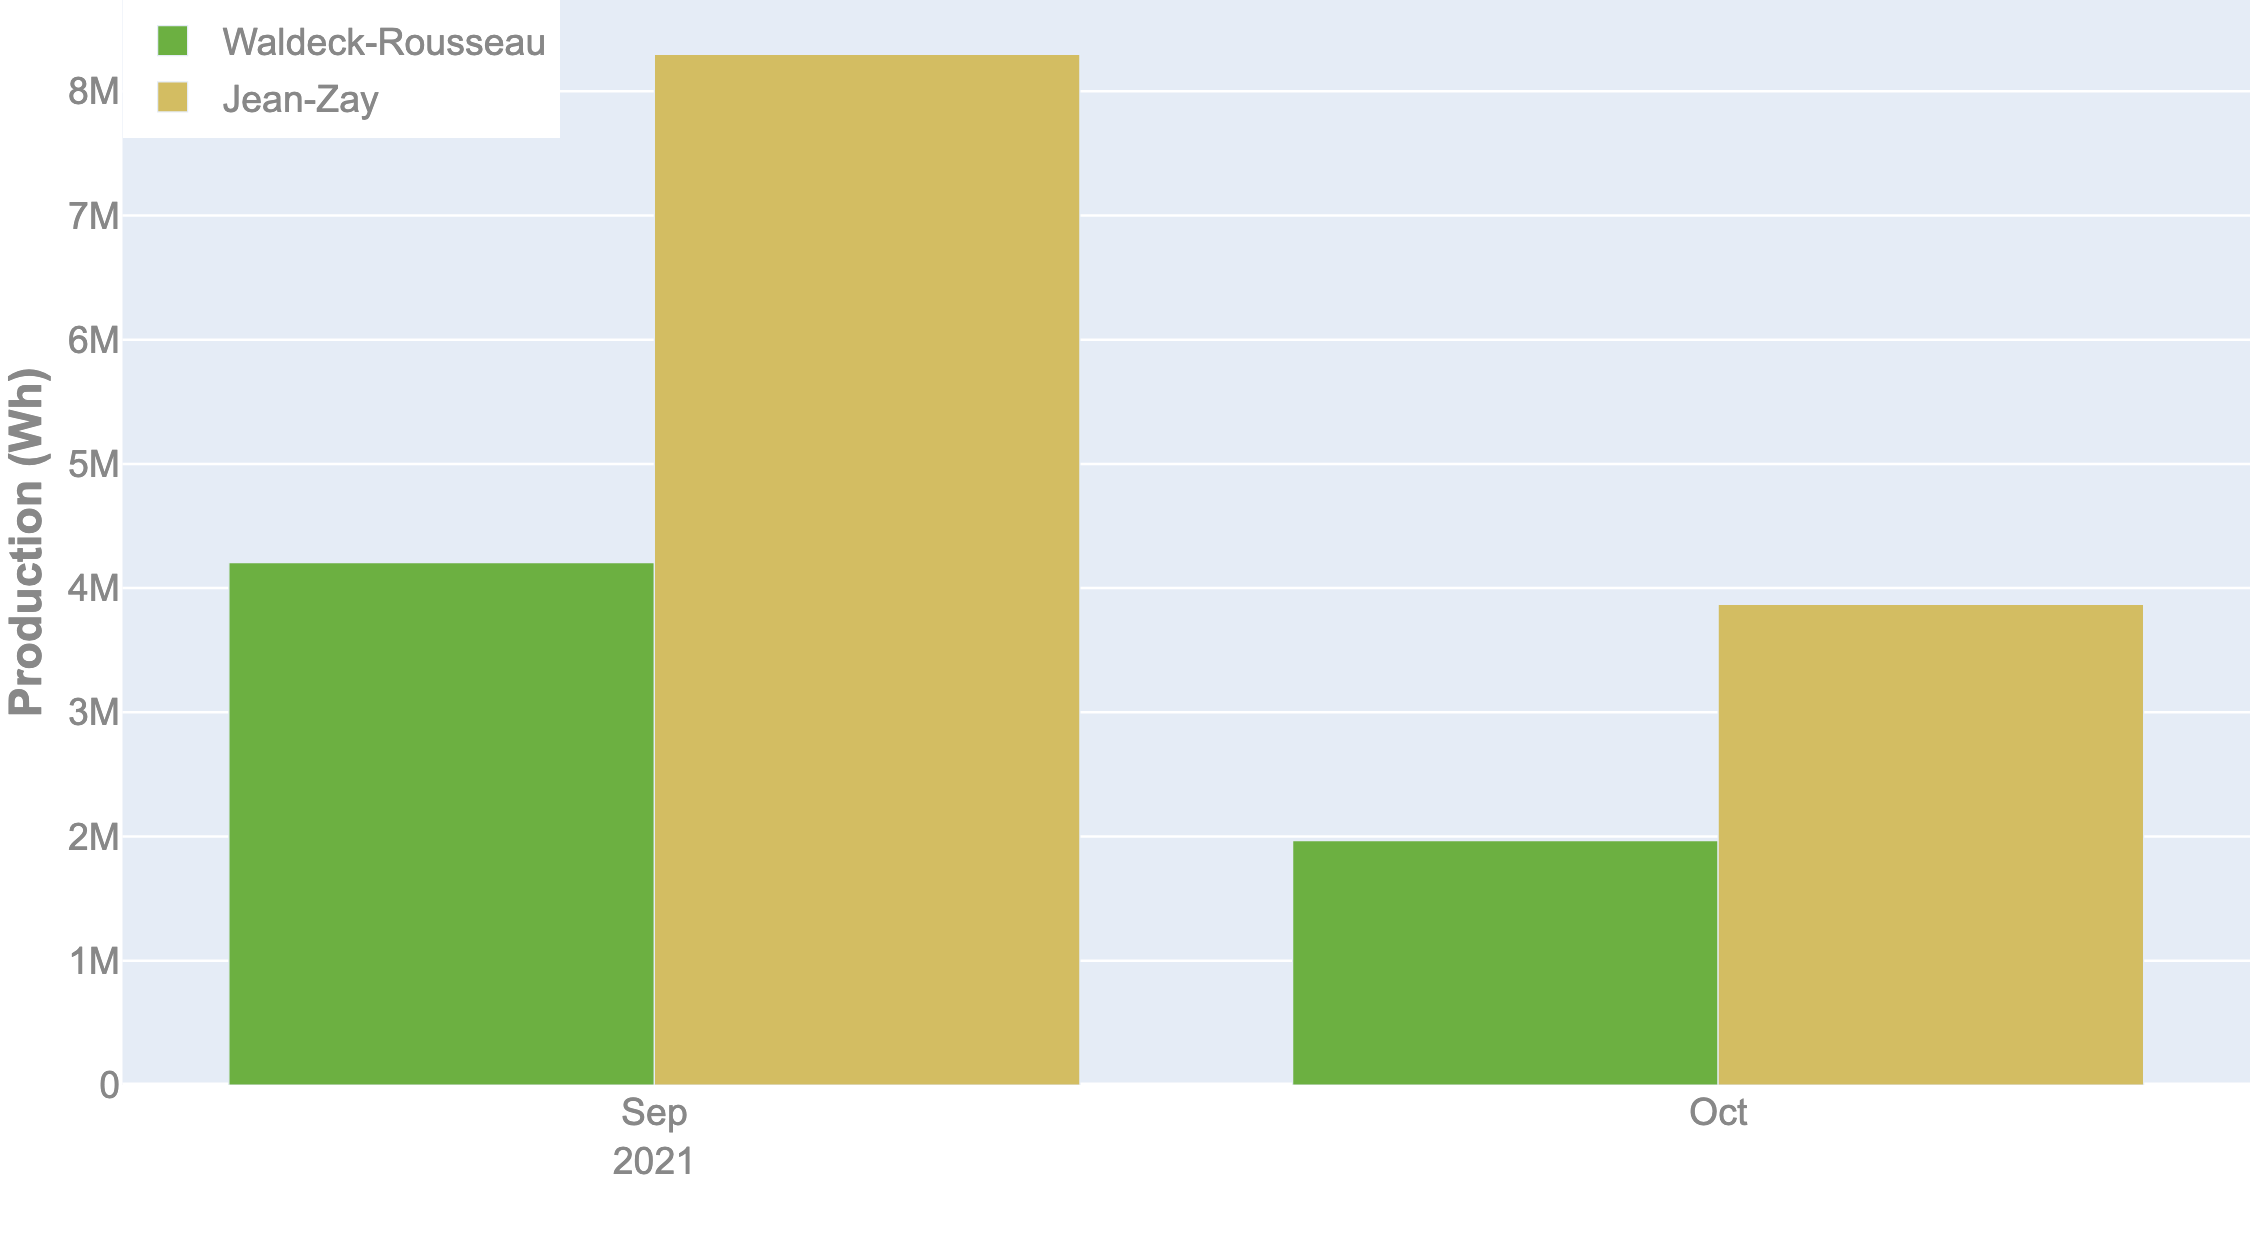 Waldeck-Rousseau
Jean-Zay
8M
7M
6M
5M
4M
3M
2M
1M
0
Production (Wh)
Sep
2021
Oct